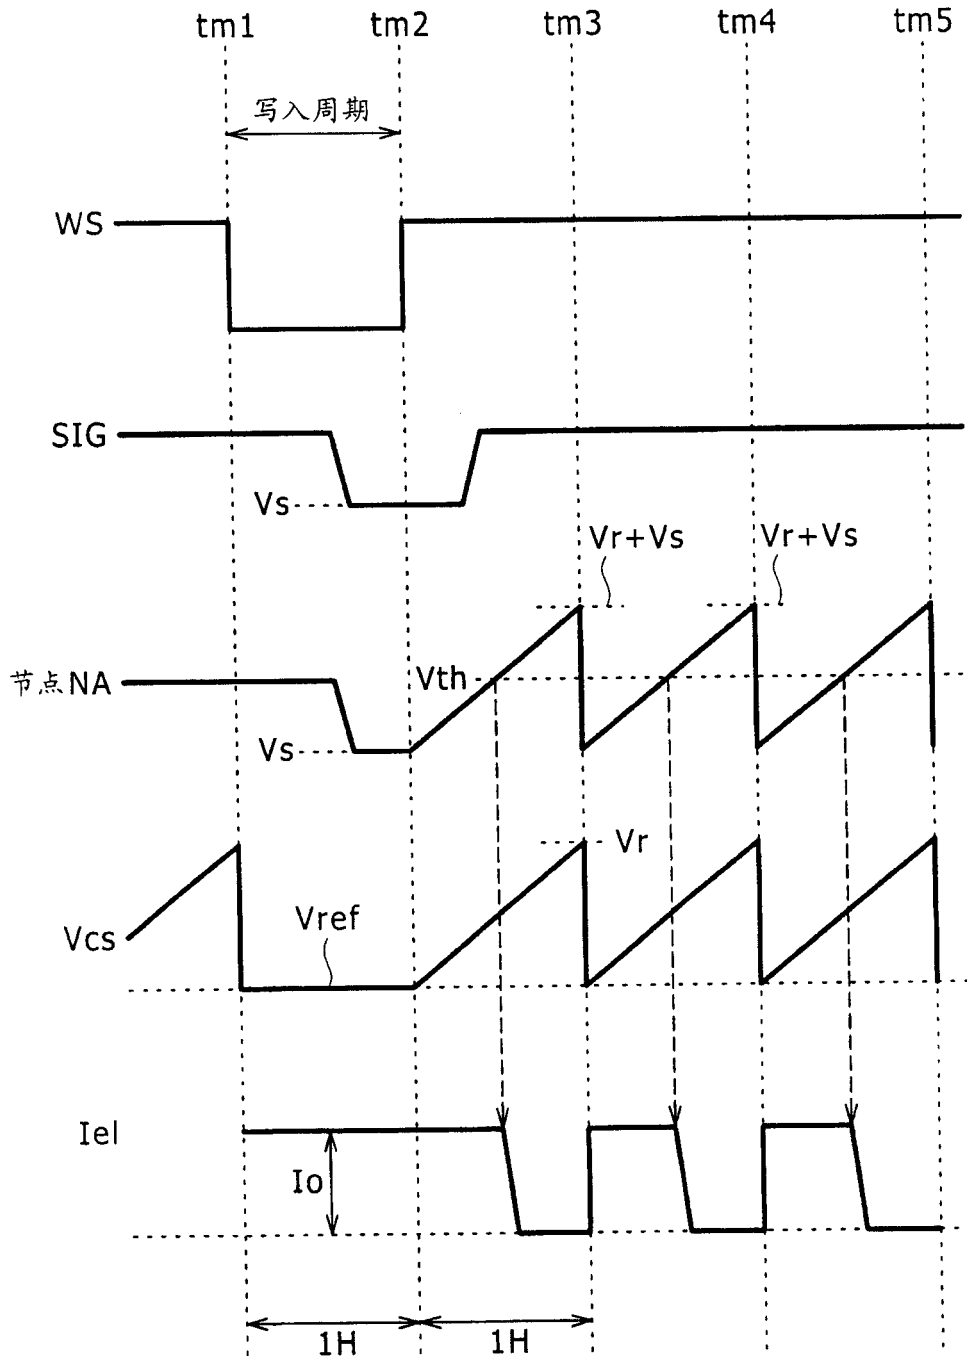 tm1 tm2 tm3 tm4 tm5
写入周期
WS
SIG
Vs
Vr+Vs Vr+Vs
节点NA
Vth
Vs
Vr
Vref
Vcs
Iel
Io
1H 1H